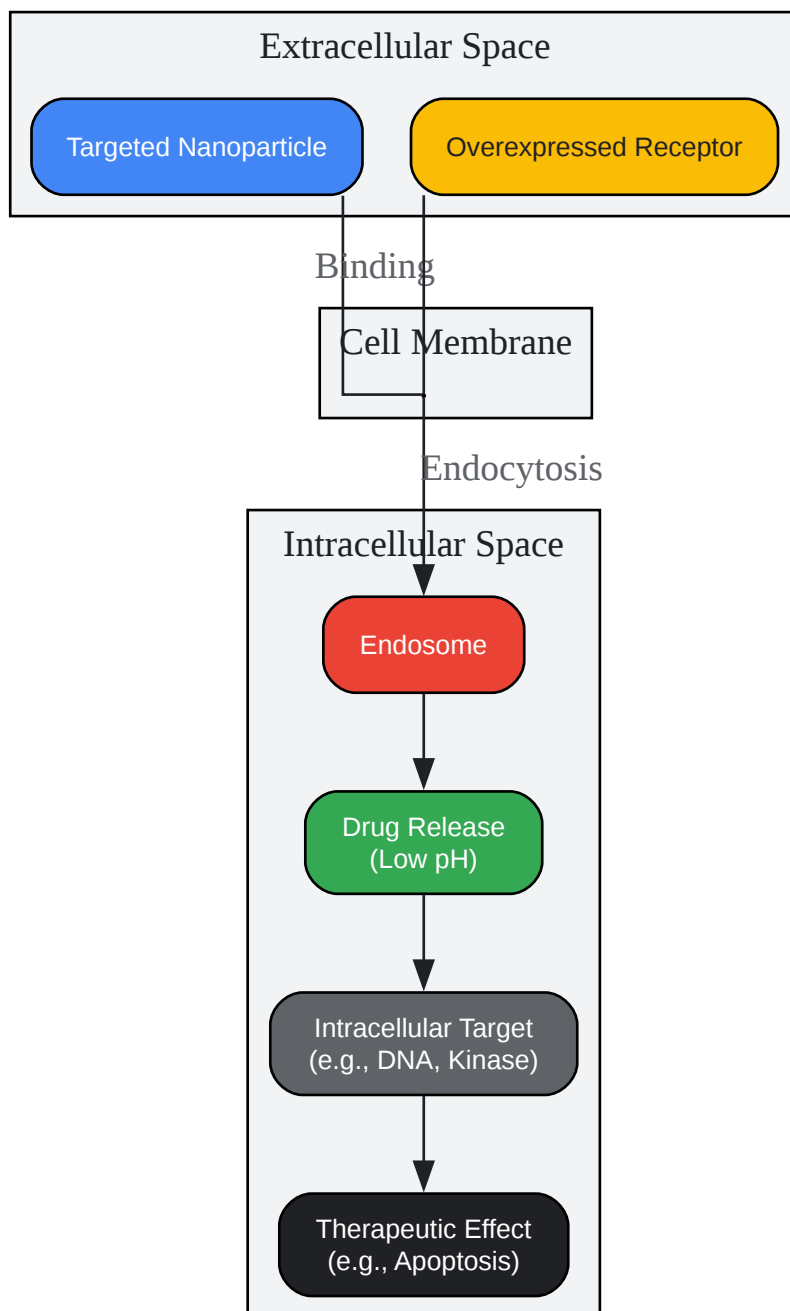 Extracellular Space
Targeted Nanoparticle
Overexpressed Receptor
Binding
Cell Membrane
Endocytosis
Intracellular Space
Endosome
Drug Release
(Low pH)
Intracellular Target
(e.g., DNA, Kinase)
Therapeutic Effect
(e.g., Apoptosis)